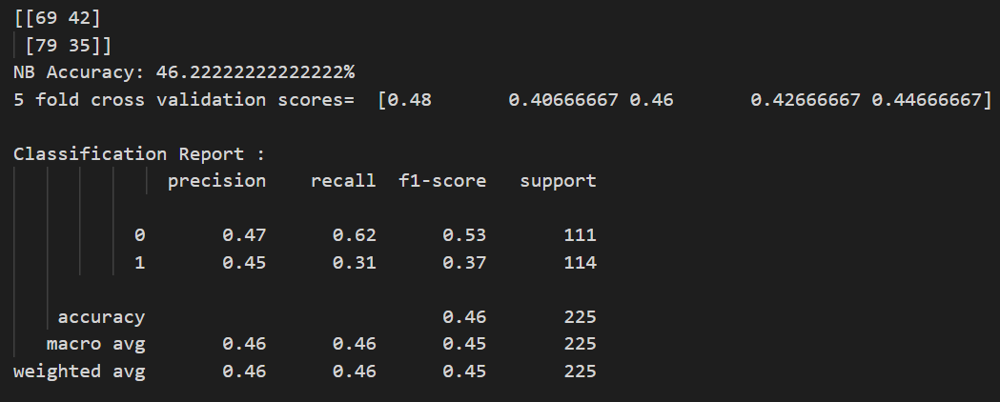 [[69 42]
[79 35]]
NB Accuracy: 46.22222222222222%
5 fold cross validation scores=  [0.48       0.40666667 0.46       0.42666667 0.44666667]
Classification Report :
precision    recall  f1-score   support
0       0.47      0.62      0.53       111
1       0.45      0.31      0.37       114
accuracy                           0.46       225
macro avg       0.46      0.46      0.45       225
weighted avg       0.46      0.46      0.45       225